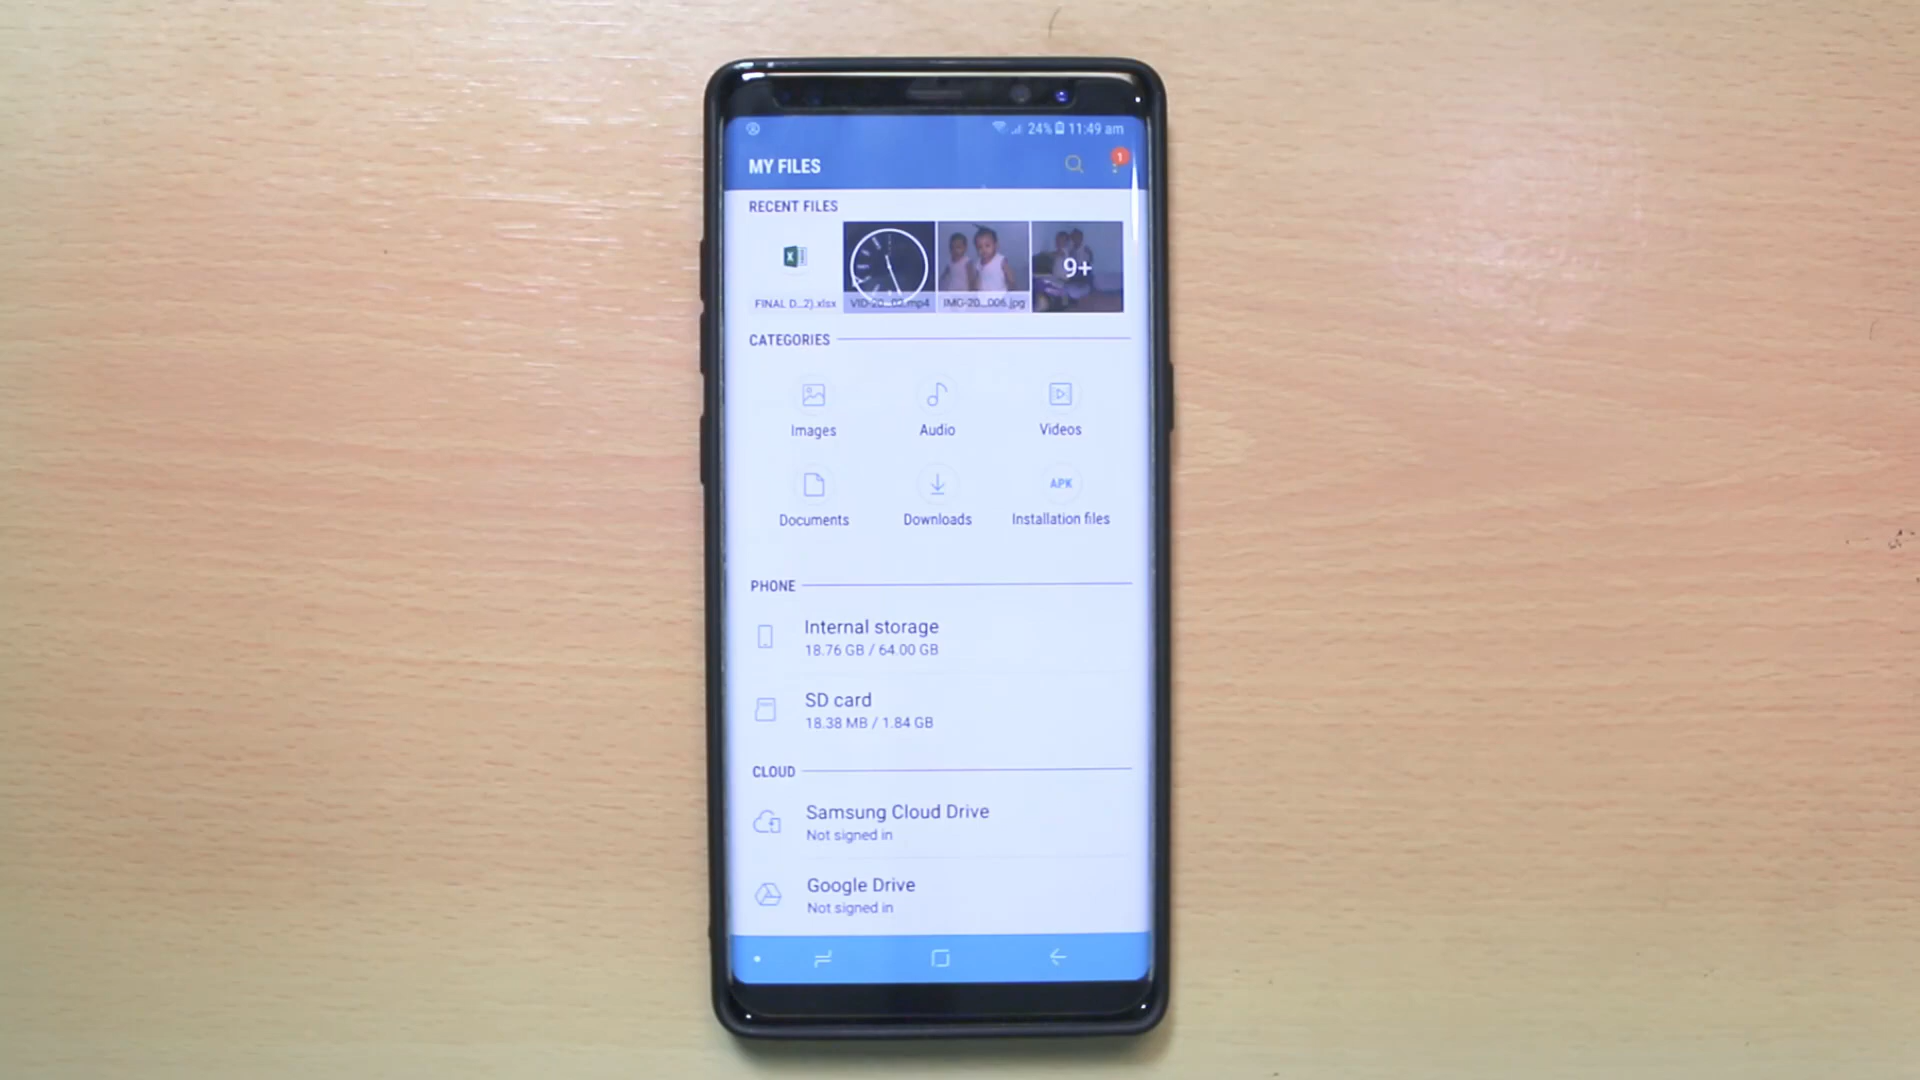 24% 11:49 am
MY FILES
1
RECENT FILES
9+
FINAL D...2).xlsx VID-20...02.mp4 IMG-20...006.jpg
CATEGORIES
Images Audio Videos
APK
Documents Downloads Installation files
PHONE
Internal storage
18.76 GB / 64.00 GB
SD card
18.38 MB / 1.84 GB
CLOUD
Samsung Cloud Drive
Not signed in
Google Drive
Not signed in